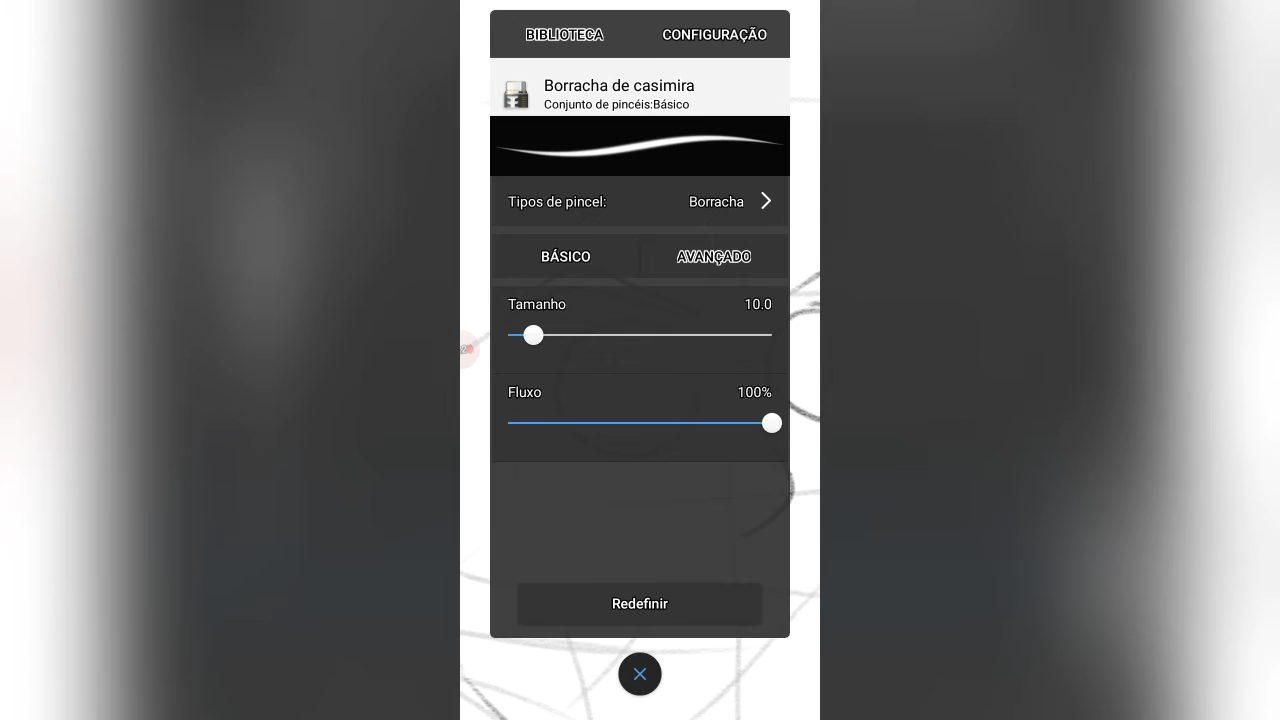 BIBLIOTECA CONFIGURAÇÃO
Borracha de casimira
Conjunto de pincéis:Básico
Tipos de pincel: Borracha
BÁSICO AVANÇADO
Tamanho 10.0
Fluxo 100%
Redefinir